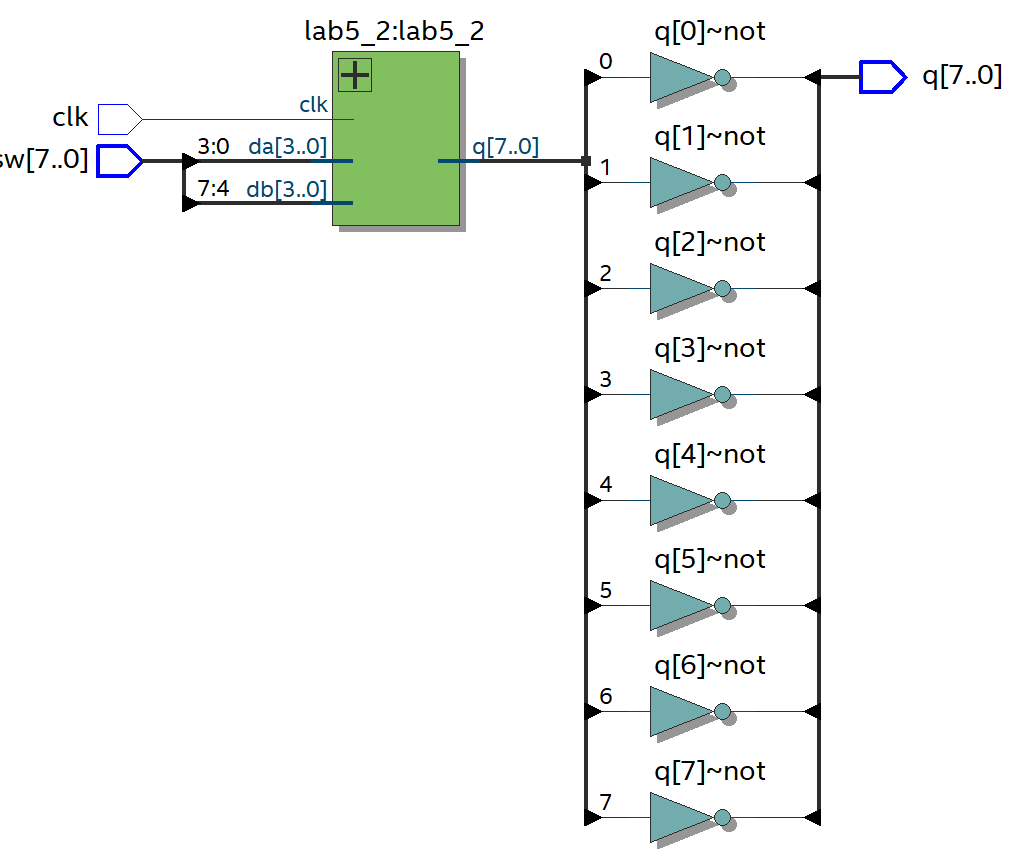 lab5_2:lab5_2
clk
clk
sw[7..0]
3:0
da[3..0]
7:4
db[3..0]
q[7..0]
q[0]~not
0
q[7..0]
q[1]~not
1
q[2]~not
2
q[3]~not
3
q[4]~not
4
q[5]~not
5
q[6]~not
6
q[7]~not
7